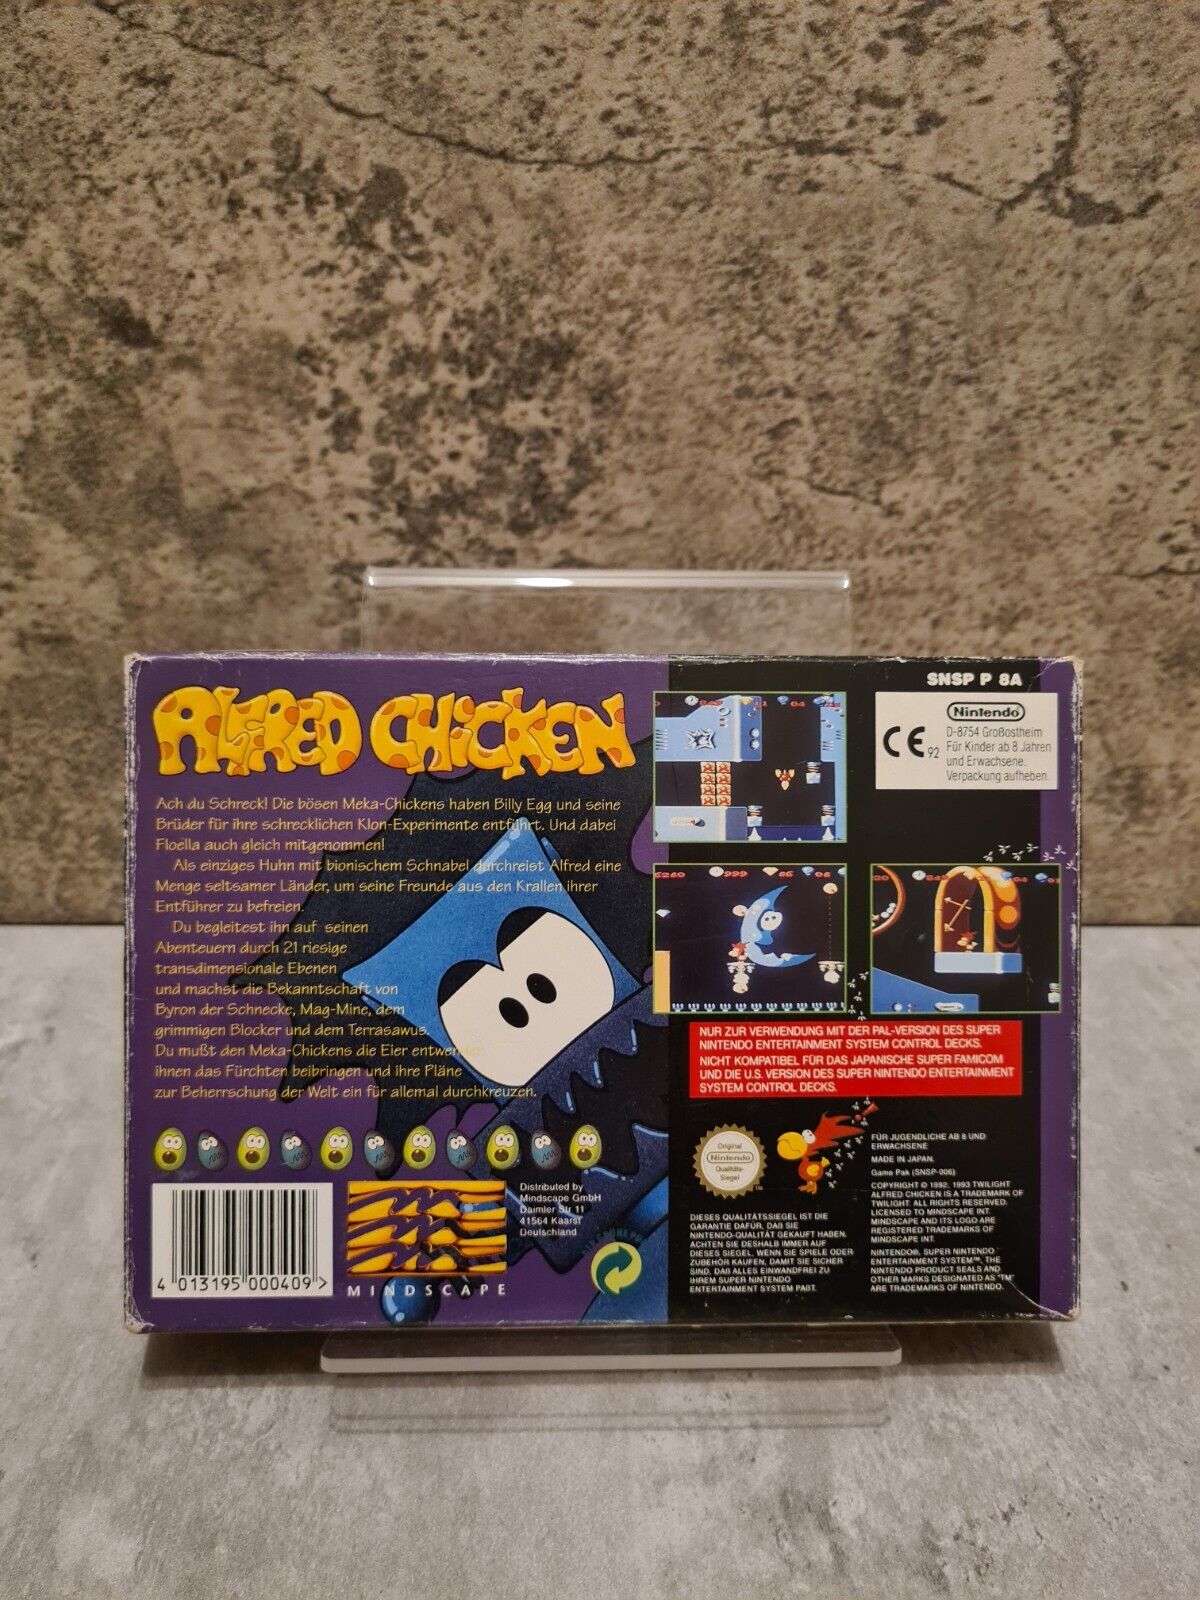 ALFRED CHICKEN
Ach du Schreck! Die bösen Meka-Chickens haben Billy Egg und seine
Brüder für ihre schrecklichen Klon-Experimente entführt. Und dabei
Floella auch gleich mitgenommen!
Als einziges Huhn mit bionischem Schnabel durchreist Alfred eine
Menge seltsamer Länder, um seine Freunde aus den Krallen ihrer
Entführer zu befreien.
Du begleitest ihn auf seinen
Abenteuern durch 21 riesige
transdimensionale Ebenen
und machst die Bekanntschaft von
Byron der Schnecke, Mag-Mine, dem
grimmigen Blocker und dem Terrasawus.
Du mußt den Meka-Chickens die Eier entwenden
ihnen das Fürchten beibringen und ihre Pläne
zur Beherrschung der Welt ein für allemal durchkreuzen.
4 013195 000409 >
MINDSCAPE
Distributed by
Mindscape GmbH
Daimler Str 11
41564 Kaarst
Deutschland
DER GRÜNE PUNKT
SNSP P 8A
CE 92
Nintendo
D-8754 Großostheim
Für Kinder ab 8 Jahren
und Erwachsene.
Verpackung aufheben.
849 04
5260 999 66 06
20 04 01
NUR ZUR VERWENDUNG MIT DER PAL-VERSION DES SUPER
NINTENDO ENTERTAINMENT SYSTEM CONTROL DECKS.
NICHT KOMPATIBEL FÜR DAS JAPANISCHE SUPER FAMICOM
UND DIE U.S. VERSION DES SUPER NINTENDO ENTERTAINMENT
SYSTEM CONTROL DECKS.
Original
Nintendo
Qualitäts-
Siegel
TM
DIESES QUALITÄTSSIEGEL IST DIE
GARANTIE DAFÜR, DAß SIE
NINTENDO-QUALITÄT GEKAUFT HABEN.
ACHTEN SIE DESHALB IMMER AUF
DIESES SIEGEL, WENN SIE SPIELE ODER
ZUBEHÖR KAUFEN, DAMIT SIE SICHER
SIND, DAß ALLES EINWANDFREI ZU
IHREM SUPER NINTENDO
ENTERTAINMENT SYSTEM PAßT.
FÜR JUGENDLICHE AB 8 UND
ERWACHSENE
MADE IN JAPAN.
Game Pak (SNSP-006)
COPYRIGHT © 1992, 1993 TWILIGHT
ALFRED CHICKEN IS A TRADEMARK OF
TWILIGHT. ALL RIGHTS RESERVED.
LICENSED TO MINDSCAPE INT.
MINDSCAPE AND ITS LOGO ARE
REGISTERED TRADEMARKS OF
MINDSCAPE INT.
NINTENDO®, SUPER NINTENDO
ENTERTAINMENT SYSTEM™, THE
NINTENDO PRODUCT SEALS AND
OTHER MARKS DESIGNATED AS "TM"
ARE TRADEMARKS OF NINTENDO.